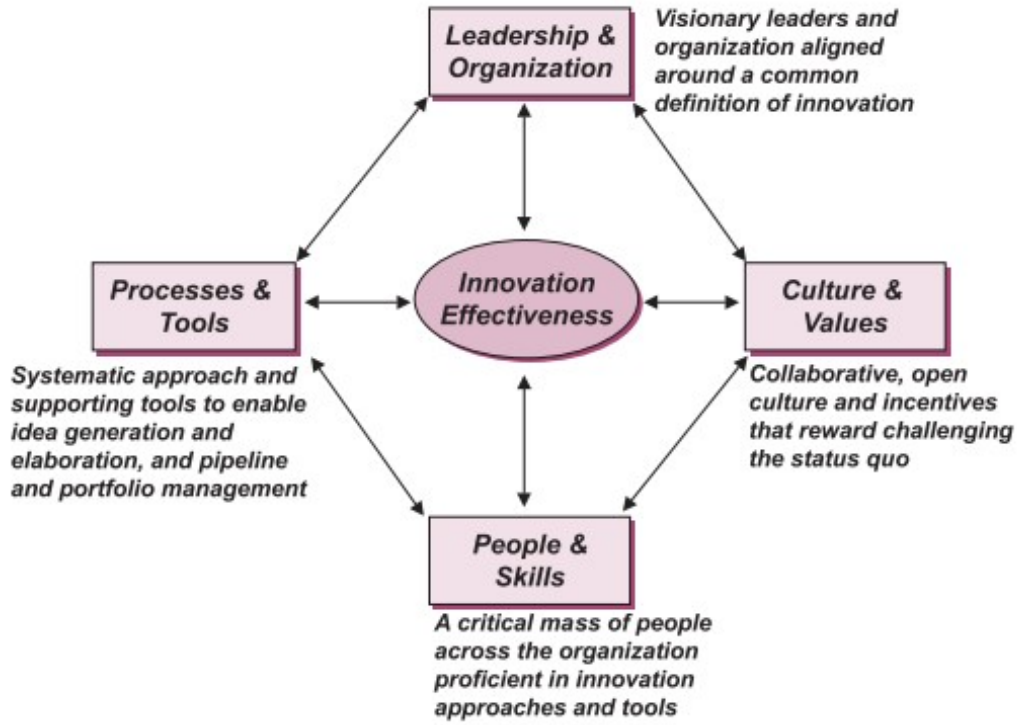 Leadership &
Organization
Visionary leaders and
organization aligned
around a common
definition of innovation
Processes &
Tools
Systematic approach and
supporting tools to enable
idea generation and
elaboration, and pipeline
and portfolio management
Innovation
Effectiveness
Culture &
Values
Collaborative, open
culture and incentives
that reward challenging
the status quo
People &
Skills
A critical mass of people
across the organization
proficient in innovation
approaches and tools